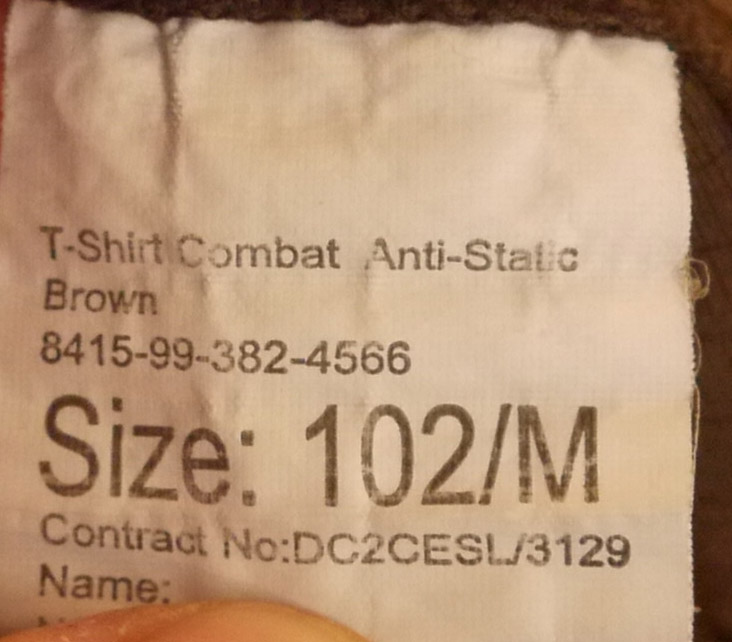 T-Shirt Combat Anti-Static
Brown
8415-99-382-4566
Size: 102/M
Contract No:DC2CESL/3129
Name: